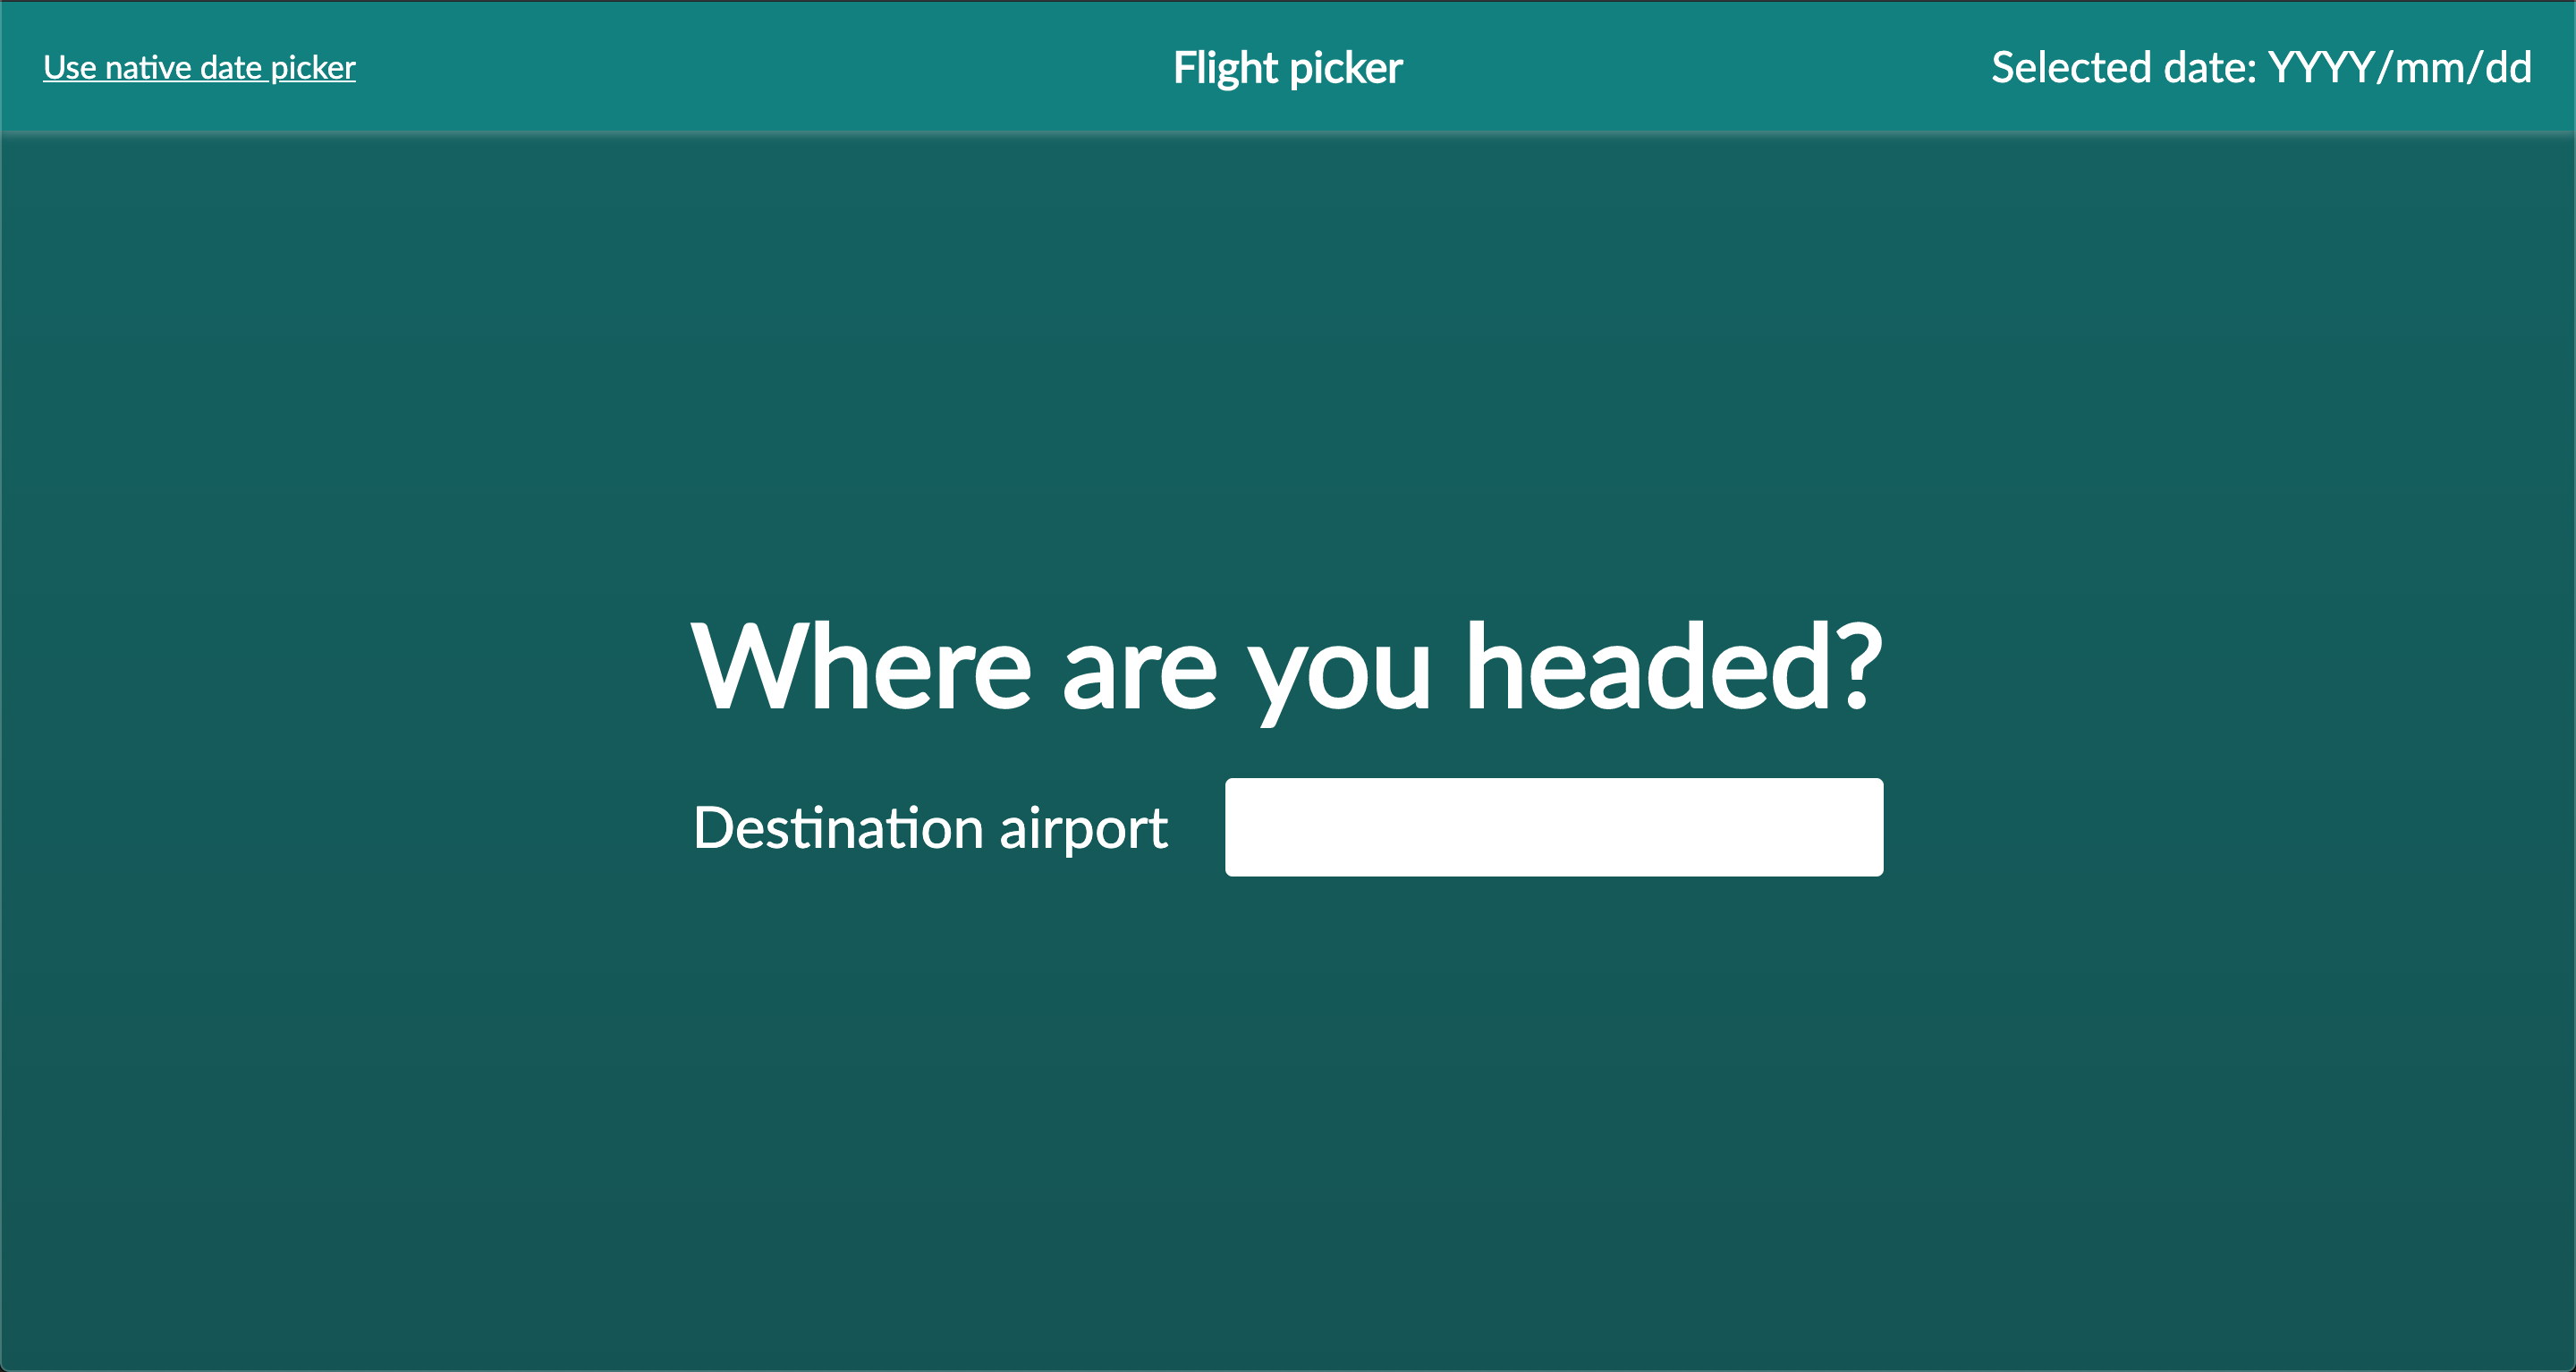 Use native date picker
Flight picker
Selected date: YYYY/mm/dd
Where are you headed?
Destination airport